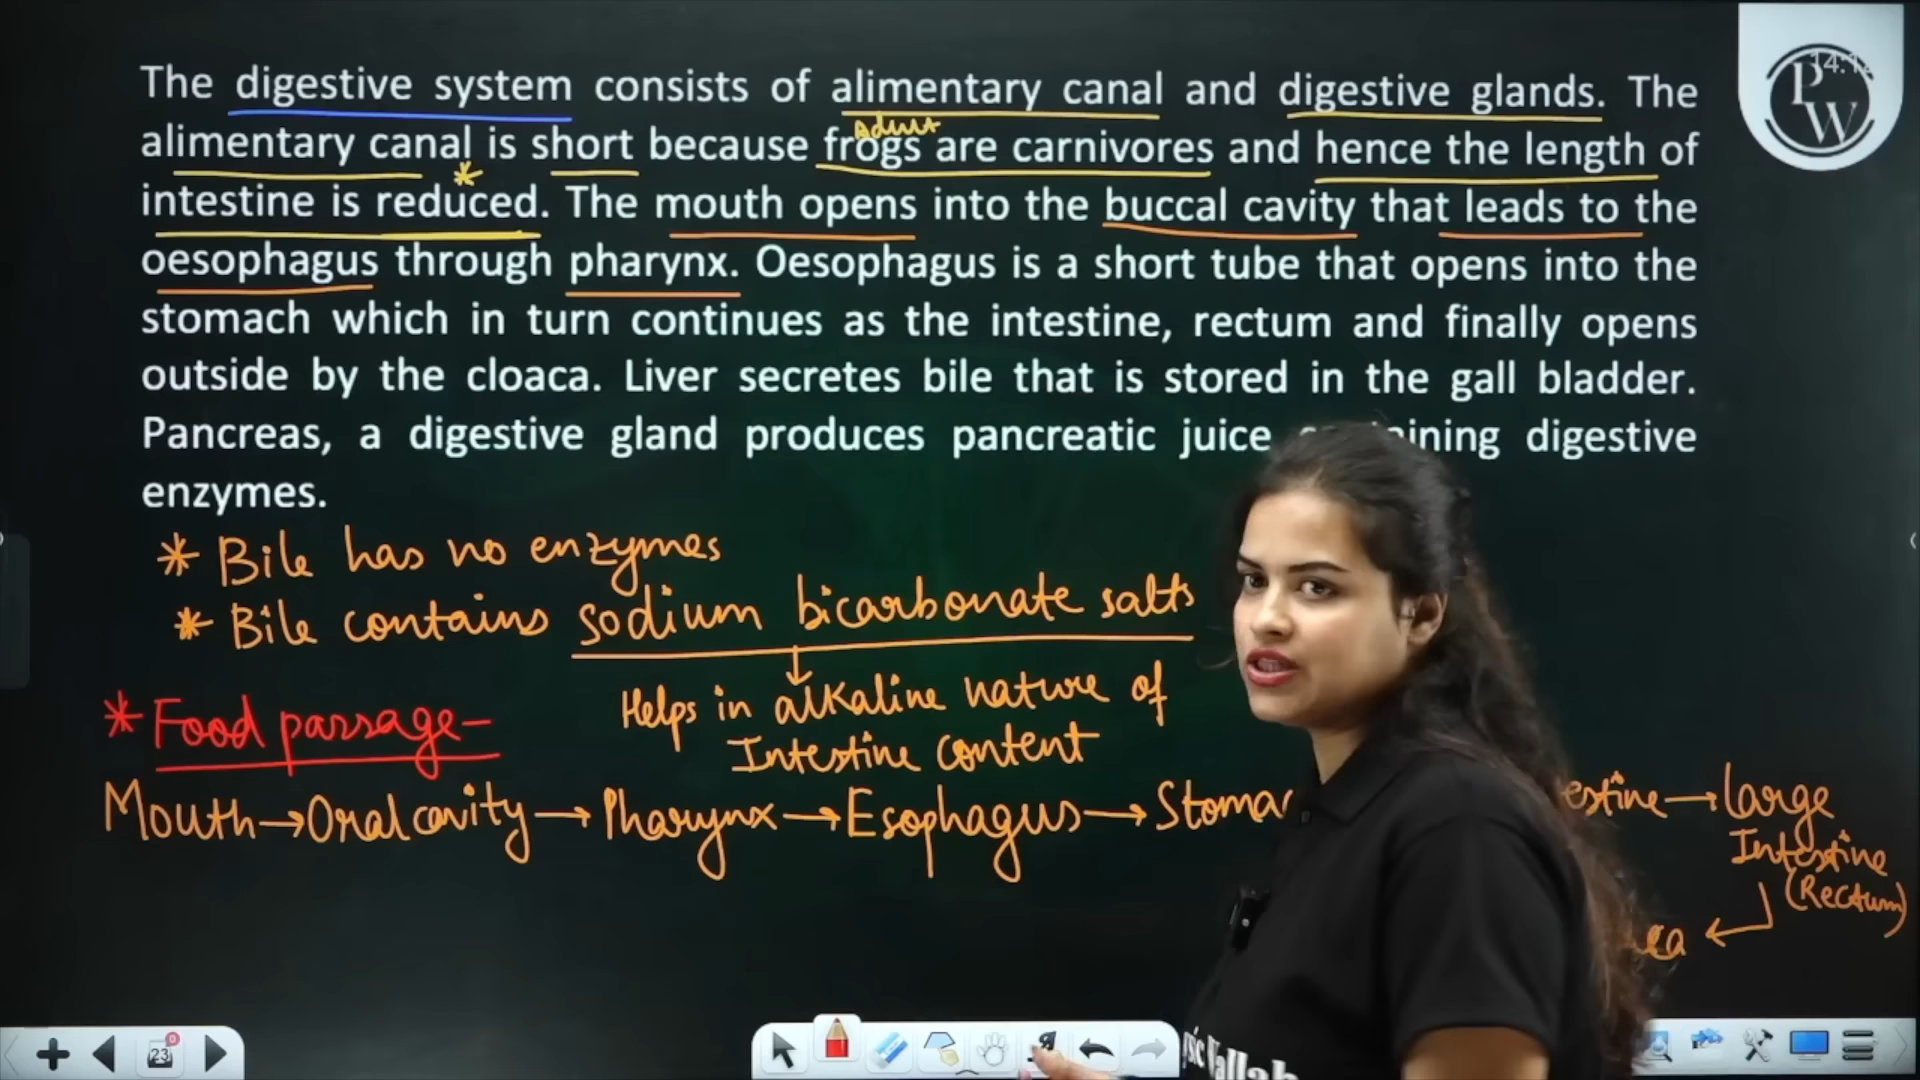 The digestive system consists of alimentary canal and digestive glands. The
Adult
alimentary canal is short because frogs are carnivores and hence the length of
intestine is reduced. The mouth opens into the buccal cavity that leads to the
oesophagus through pharynx. Oesophagus is a short tube that opens into the
stomach which in turn continues as the intestine, rectum and finally opens
outside by the cloaca. Liver secretes bile that is stored in the gall bladder.
Pancreas, a digestive gland produces pancreatic juice digestive
enzymes.
* Bile has no enzymes
* Bile contains sodium bicarbonate salts
Helps in alkaline nature of
Intestine content
* Food passage-
Mouth → Oral cavity → Pharynx → Esophagus → → large
Intestine
(Rectum)
PW
23
0